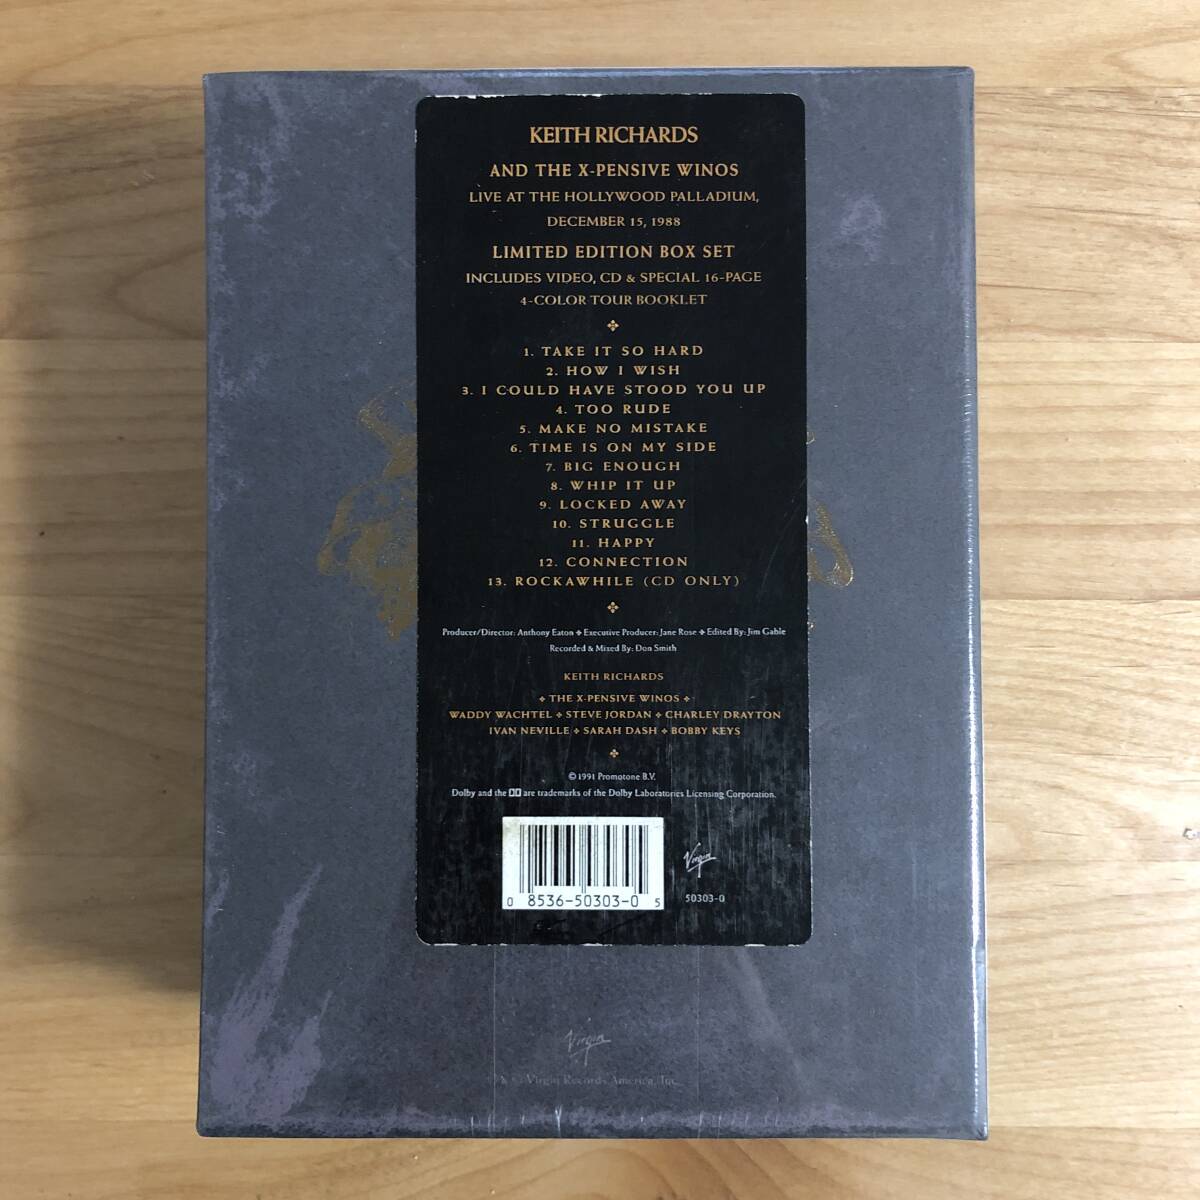 KEITH RICHARDS
AND THE X-PENSIVE WINOS
LIVE AT THE HOLLYWOOD PALLADIUM,
DECEMBER 15, 1988
LIMITED EDITION BOX SET
INCLUDES VIDEO, CD & SPECIAL 16-PAGE
4-COLOR TOUR BOOKLET
1. TAKE IT SO HARD
2. HOW I WISH
3. I COULD HAVE STOOD YOU UP
4. TOO RUDE
5. MAKE NO MISTAKE
6. TIME IS ON MY SIDE
7. BIG ENOUGH
8. WHIP IT UP
9. LOCKED AWAY
10. STRUGGLE
11. HAPPY
12. CONNECTION
13. ROCKAWHILE (CD ONLY)
Producer/Director: Anthony Eaton ❖ Executive Producer: Jane Rose ❖ Edited By: Jim Gable
Recorded & Mixed By: Don Smith
KEITH RICHARDS
❖ THE X-PENSIVE WINOS ❖
WADDY WACHTEL ❖ STEVE JORDAN ❖ CHARLEY DRAYTON
IVAN NEVILLE ❖ SARAH DASH ❖ BOBBY KEYS
© 1991 Promotone B.V.
Dolby and the DD are trademarks of the Dolby Laboratories Licensing Corporation.
0 8536-50303-0 5
Virgin
50303-0
Virgin
Virgin Records America, Inc.